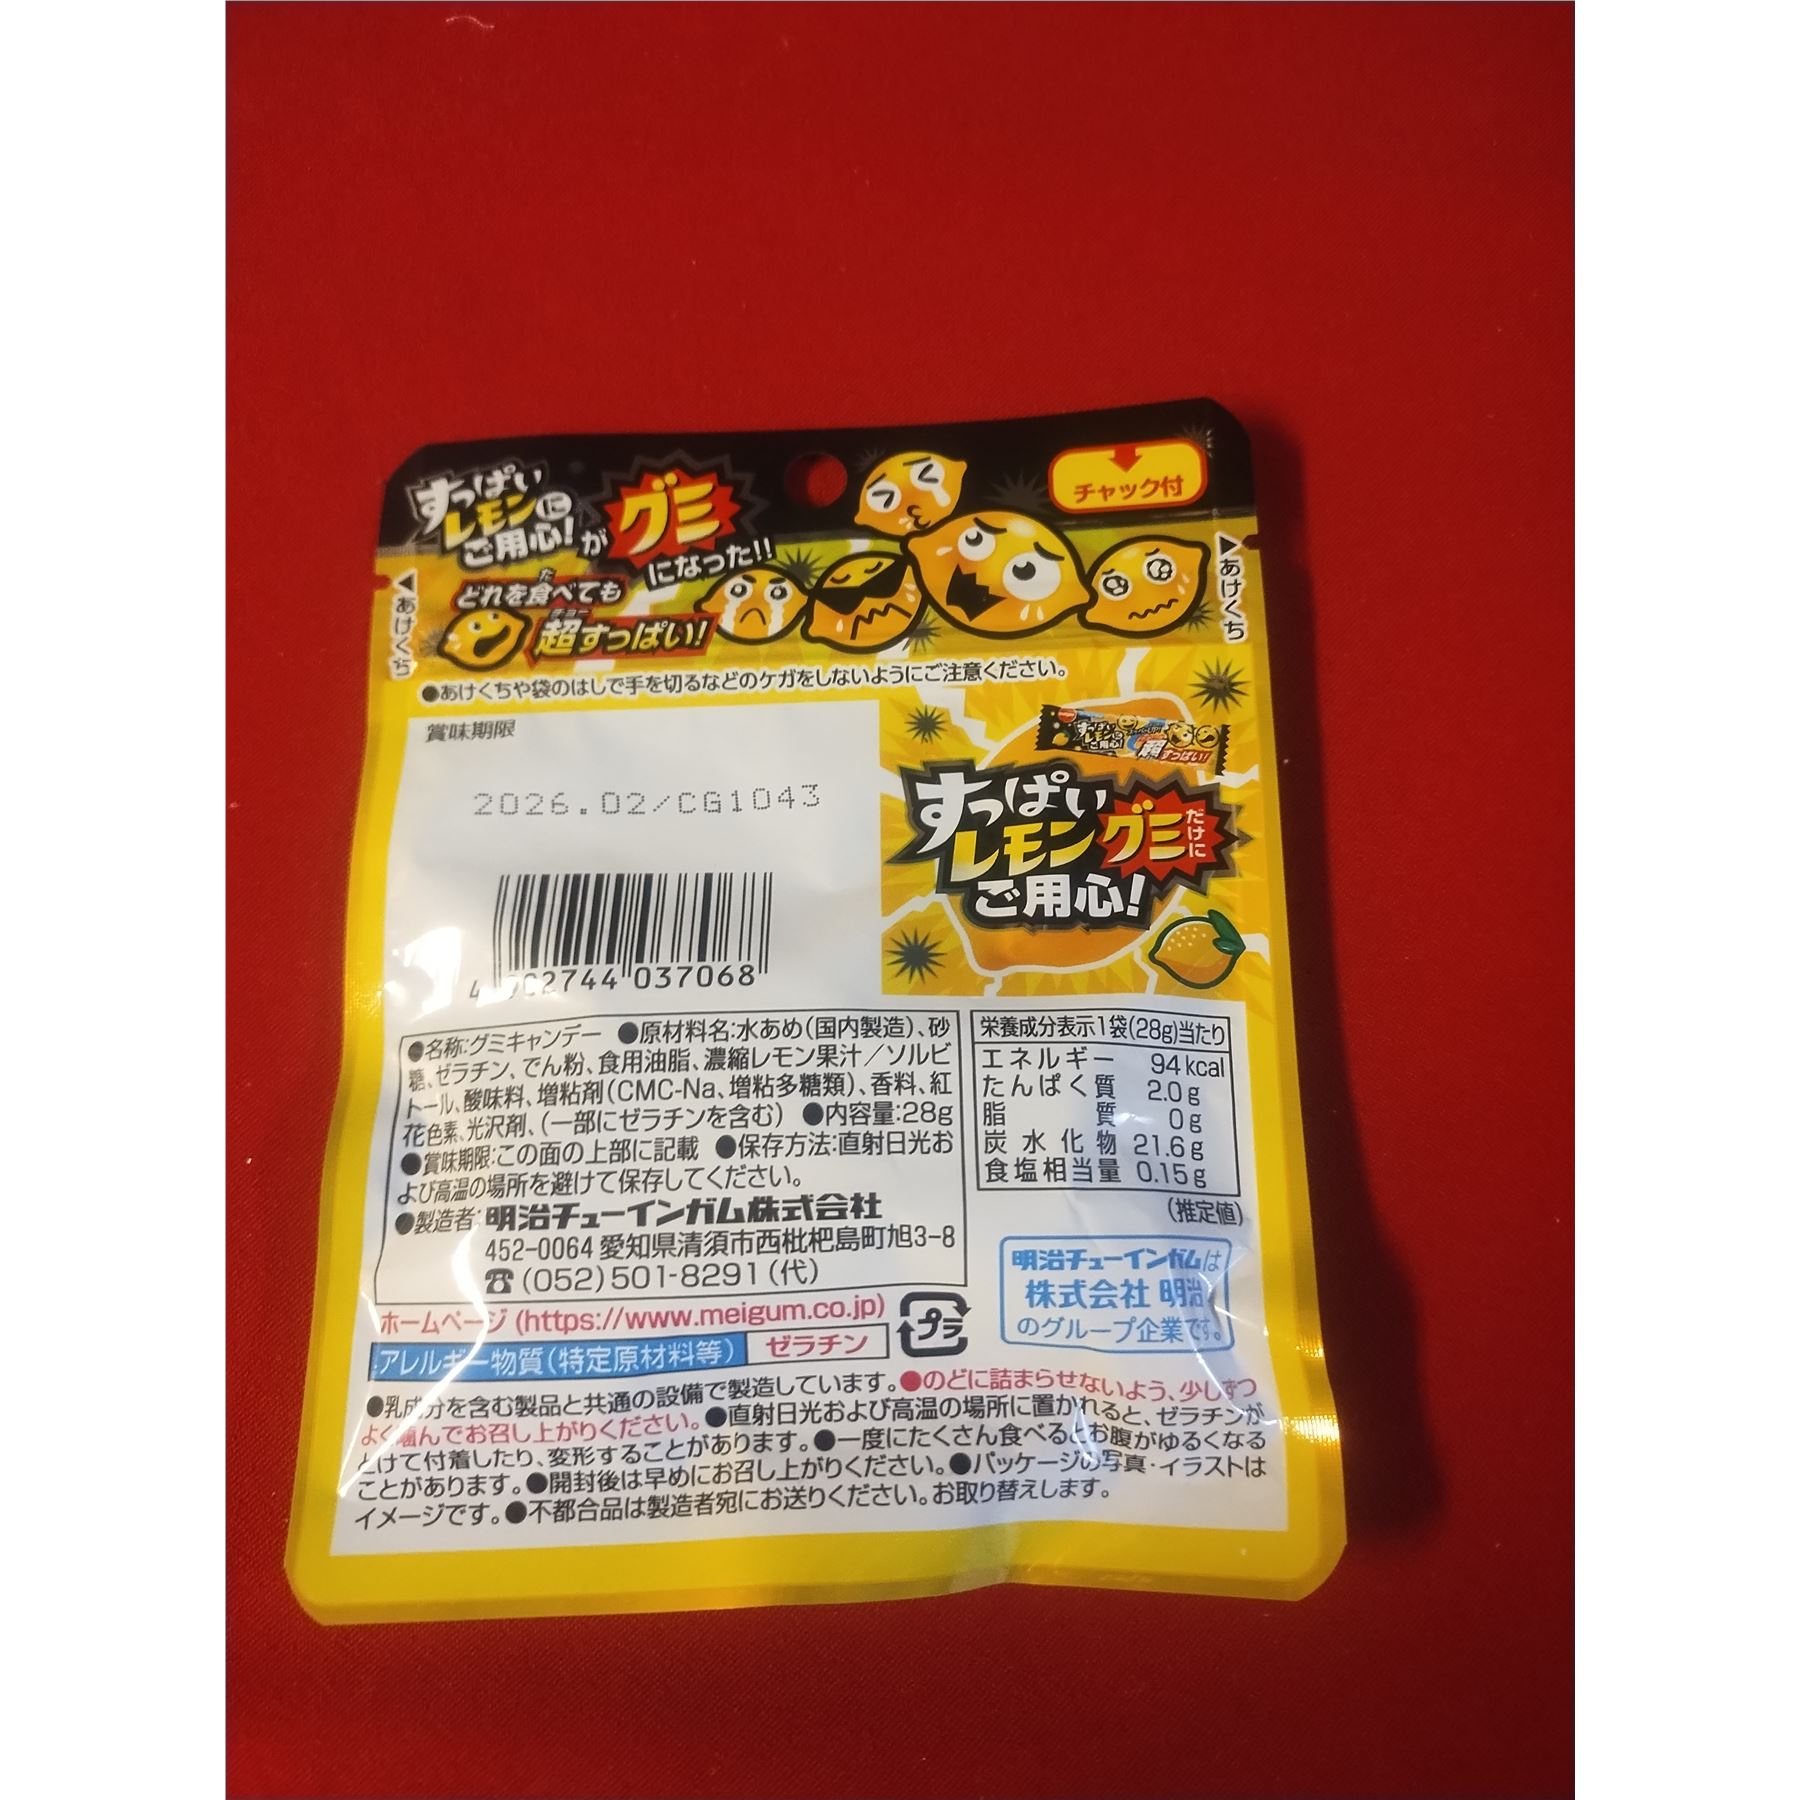 すっぱい
レモンに
ご用心!が
グミ
になった!!
チャック付
どれを食べても
た
超すっぱい!
チョー
◀あけくち
▶あけくち
●あけくちや袋のはしで手を切るなどのケガをしないようにご注意ください。
賞味期限
2026.02/CG1043
すっぱい
レモンに
ご用心!
超すっぱい!
すっぱい
レモングミだけに
ご用心!
4902744 037068
●名称:グミキャンデー ●原材料名:水あめ(国内製造)、砂
糖、ゼラチン、でん粉、食用油脂、濃縮レモン果汁/ソルビ
トール、酸味料、増粘剤(CMC-Na、増粘多糖類)、香料、紅
花色素、光沢剤、(一部にゼラチンを含む) ●内容量:28g
●賞味期限:この面の上部に記載 ●保存方法:直射日光お
よび高温の場所を避けて保存してください。
●製造者:明治チューインガム株式会社
452-0064 愛知県清須市西枇杷島町旭3-8
☎(052)501-8291(代)
栄養成分表示1袋(28g)当たり
エネルギー 94kcal
たんぱく質 2.0g
脂質 0g
炭水化物 21.6g
食塩相当量 0.15g
(推定値)
明治チューインガムは
株式会社 明治
のグループ企業です。
ホームページ(https://www.meigum.co.jp)
プラ
アレルギー物質(特定原材料等) ゼラチン
●乳成分を含む製品と共通の設備で製造しています。●のどに詰まらせないよう、少しずつ
よく噛んでお召し上がりください。●直射日光および高温の場所に置かれると、ゼラチンが
とけて付着したり、変形することがあります。●一度にたくさん食べるとお腹がゆるくなる
ことがあります。●開封後は早めにお召し上がりください。●パッケージの写真・イラストは
イメージです。●不都合品は製造者宛にお送りください。お取り替えします。